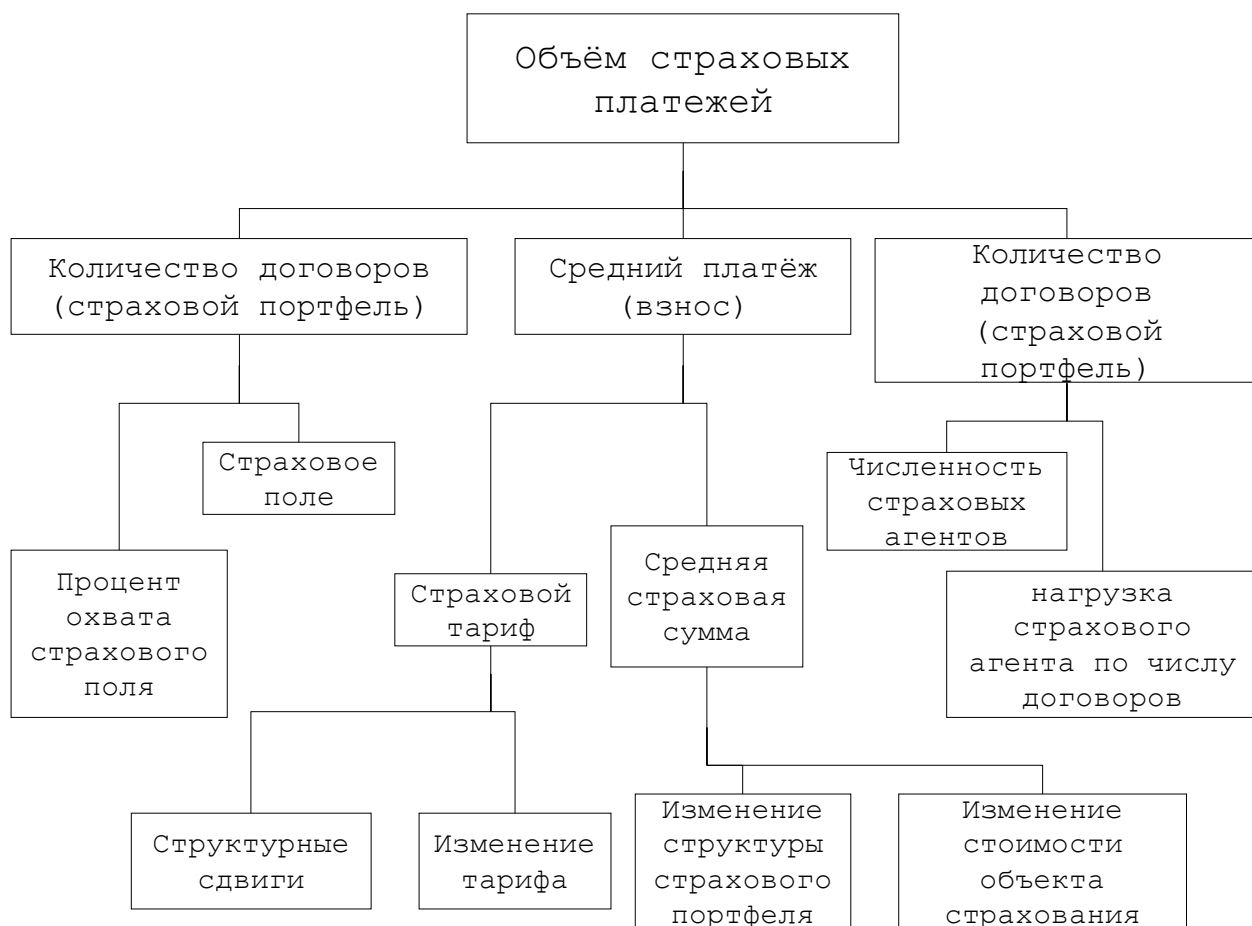 Объём страховых
платежей
Количество договоров
(страховой портфель)
Средний платёж
(взнос)
Количество
договоров
(страховой
портфель)
Страховое
поле
Численность
страховых
агентов
Процент
охвата
страхового
поля
Страховой
тариф
Средняя
страховая
сумма
нагрузка
страхового
агента по числу
договоров
Структурные
сдвиги
Изменение
тарифа
Изменение
структуры
страхового
портфеля
Изменение
стоимости
объекта
страхования